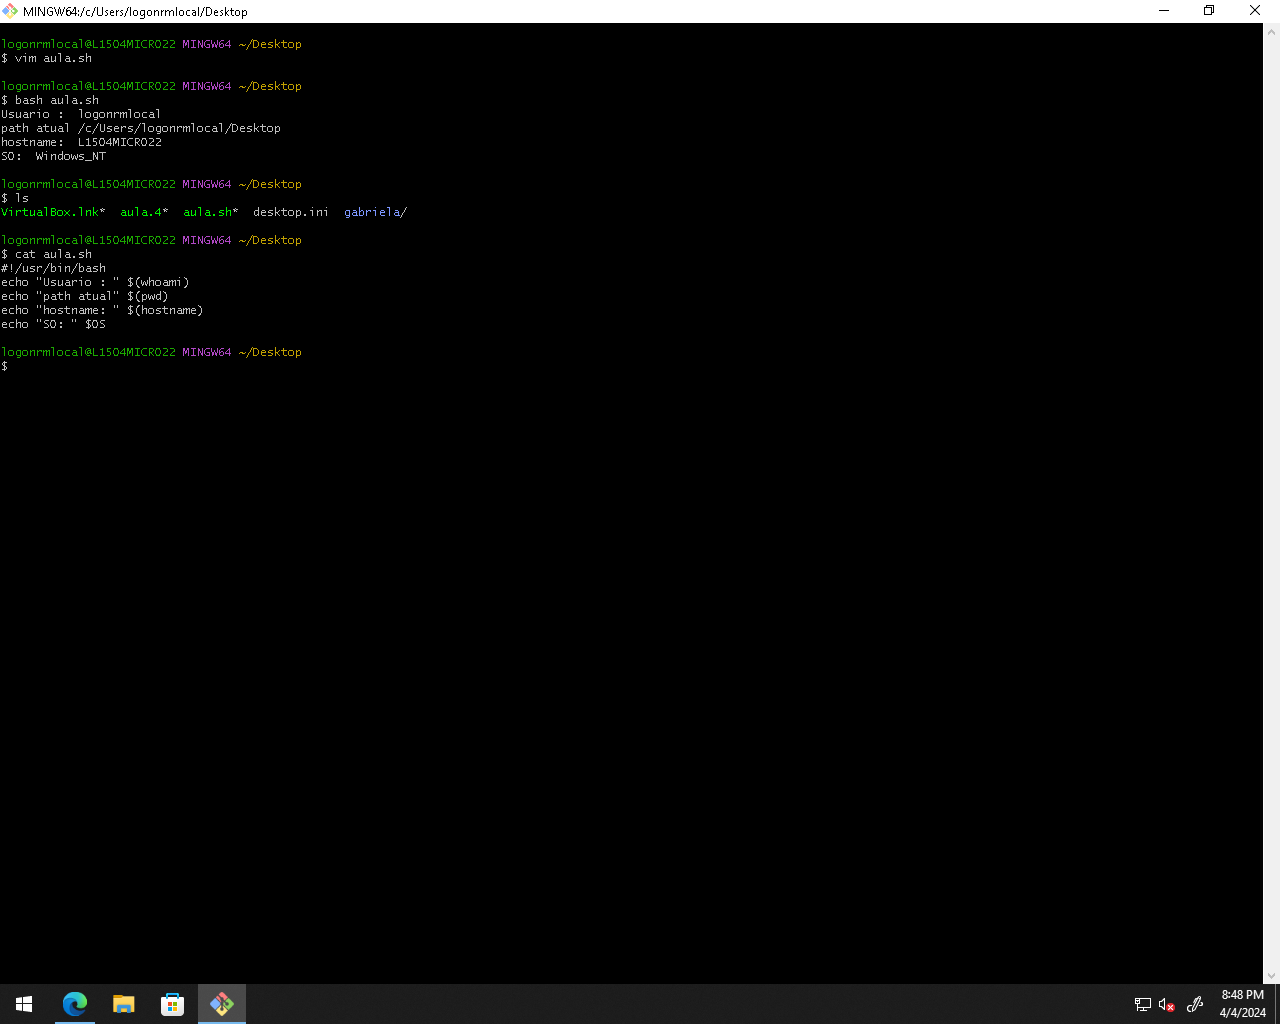 MINGW64:/c/Users/logonrmlocal/Desktop
logonrmlocal@L1504MICRO22 MINGW64 ~/Desktop
$ vim aula.sh
logonrmlocal@L1504MICRO22 MINGW64 ~/Desktop
$ bash aula.sh
Usuario :  logonrmlocal
path atual /c/Users/logonrmlocal/Desktop
hostname:  L1504MICRO22
SO:  Windows_NT
logonrmlocal@L1504MICRO22 MINGW64 ~/Desktop
$ ls
VirtualBox.lnk*  aula.4*  aula.sh*  desktop.ini  gabriela/
logonrmlocal@L1504MICRO22 MINGW64 ~/Desktop
$ cat aula.sh
#!/usr/bin/bash
echo "Usuario : " $(whoami)
echo "path atual" $(pwd)
echo "hostname: " $(hostname)
echo "SO: " $OS
logonrmlocal@L1504MICRO22 MINGW64 ~/Desktop
$
8:48 PM
4/4/2024